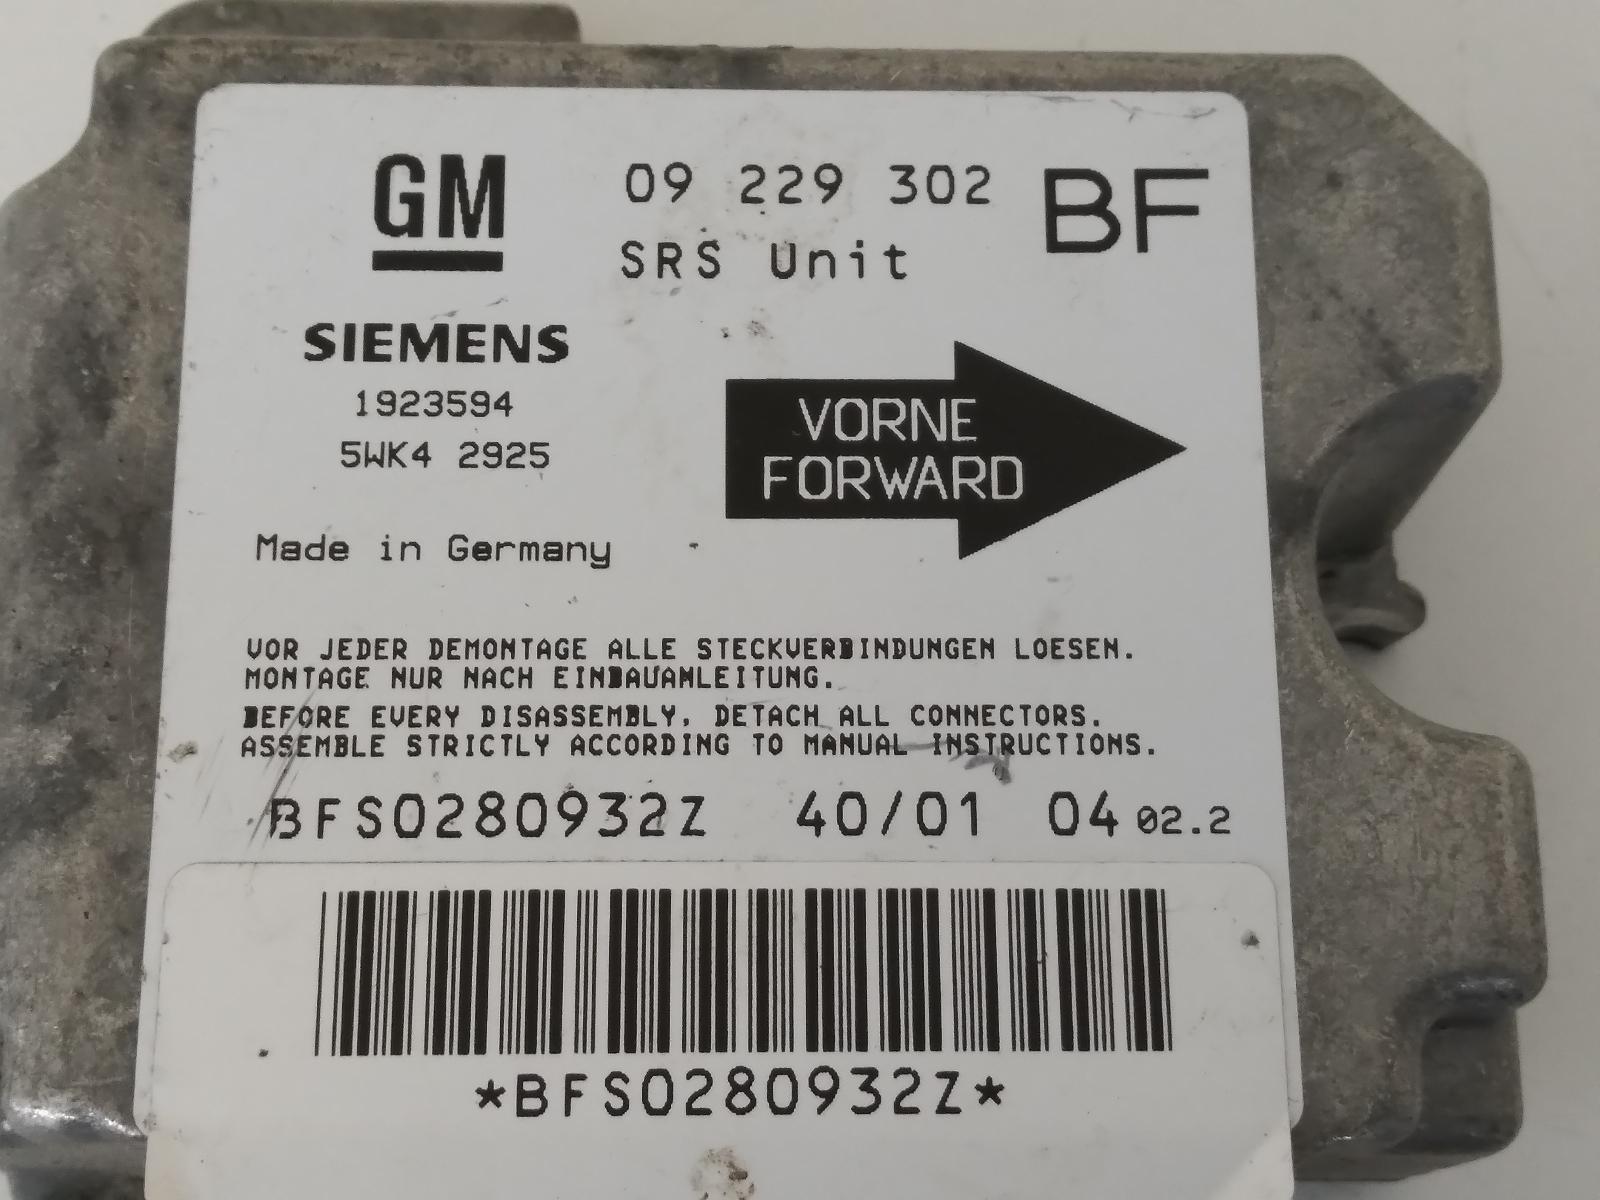 GM 09 229 302 BF
SRS Unit
SIEMENS
1923594
5WK4 2925
VORNE
FORWARD
Made in Germany
VOR JEDER DEMONTAGE ALLE STECKVERBINDUNGEN LOESEN.
MONTAGE NUR NACH EINBAUANLEITUNG.
BEFORE EVERY DISASSEMBLY, DETACH ALL CONNECTORS.
ASSEMBLE STRICTLY ACCORDING TO MANUAL INSTRUCTIONS.
BFS0280932Z 40/01 04 02.2
*BFS0280932Z*